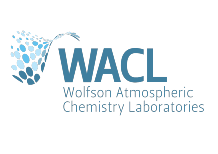 WACL
Wolfson Atmospheric
Chemistry Laboratories